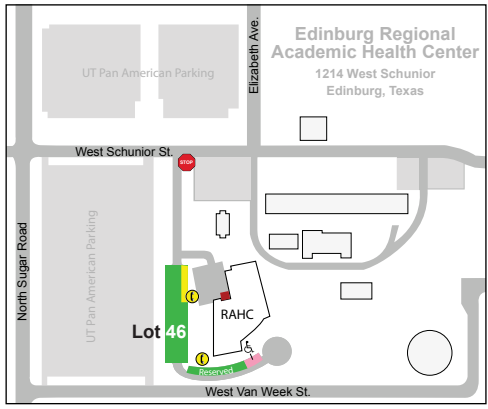 Edinburg Regional
Academic Health Center
1214 West Schunior
Edinburg, Texas
Elizabeth Ave.
UT Pan American Parking
West Schunior St.
STOP
North Sugar Road
UT Pan American Parking
RAHC
Lot 46
Reserved
West Van Week St.